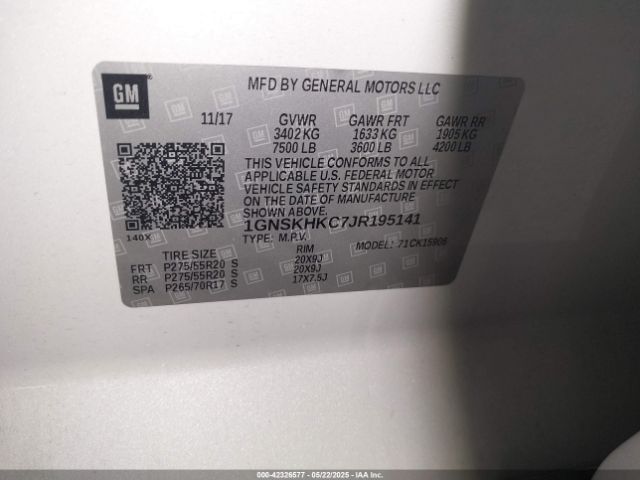 GM
MFD BY GENERAL MOTORS LLC
11/17 GVWR GAWR FRT GAWR RR
3402 KG 1633 KG 1905 KG
7500 LB 3600 LB 4200 LB
THIS VEHICLE CONFORMS TO ALL
APPLICABLE U.S. FEDERAL MOTOR
VEHICLE SAFETY STANDARDS IN EFFECT
ON THE DATE OF MANUFACTURE
SHOWN ABOVE.
1GNSKHKC7JR195141
140X TYPE: M.P.V. MODEL: 71CK15906
TIRE SIZE RIM
FRT P275/55R20 S 20X9J
RR P275/55R20 S 20X9J
SPA P265/70R17 S 17X7.5J
000-42326577 - 05/22/2025 - IAA Inc.